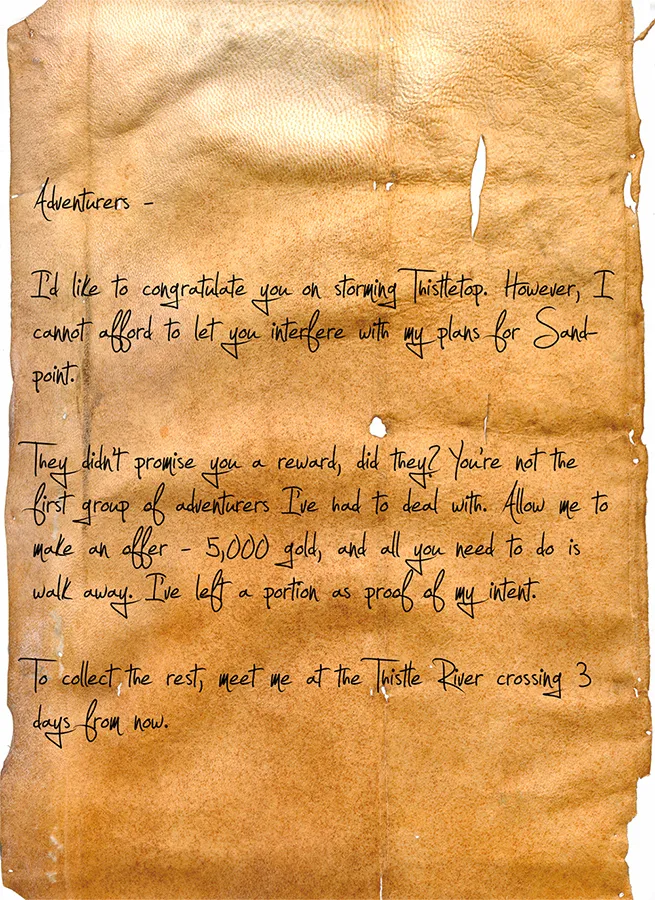 Adventurers -
I'd like to congratulate you on storming Thistletop. However, I
cannot afford to let you interfere with my plans for Sand-
point.
They didn't promise you a reward, did they? You're not the
first group of adventurers I've had to deal with. Allow me to
make an offer - 5,000 gold, and all you need to do is
walk away. I've left a portion as proof of my intent.
To collect the rest, meet me at the Thistle River crossing 3
days from now.